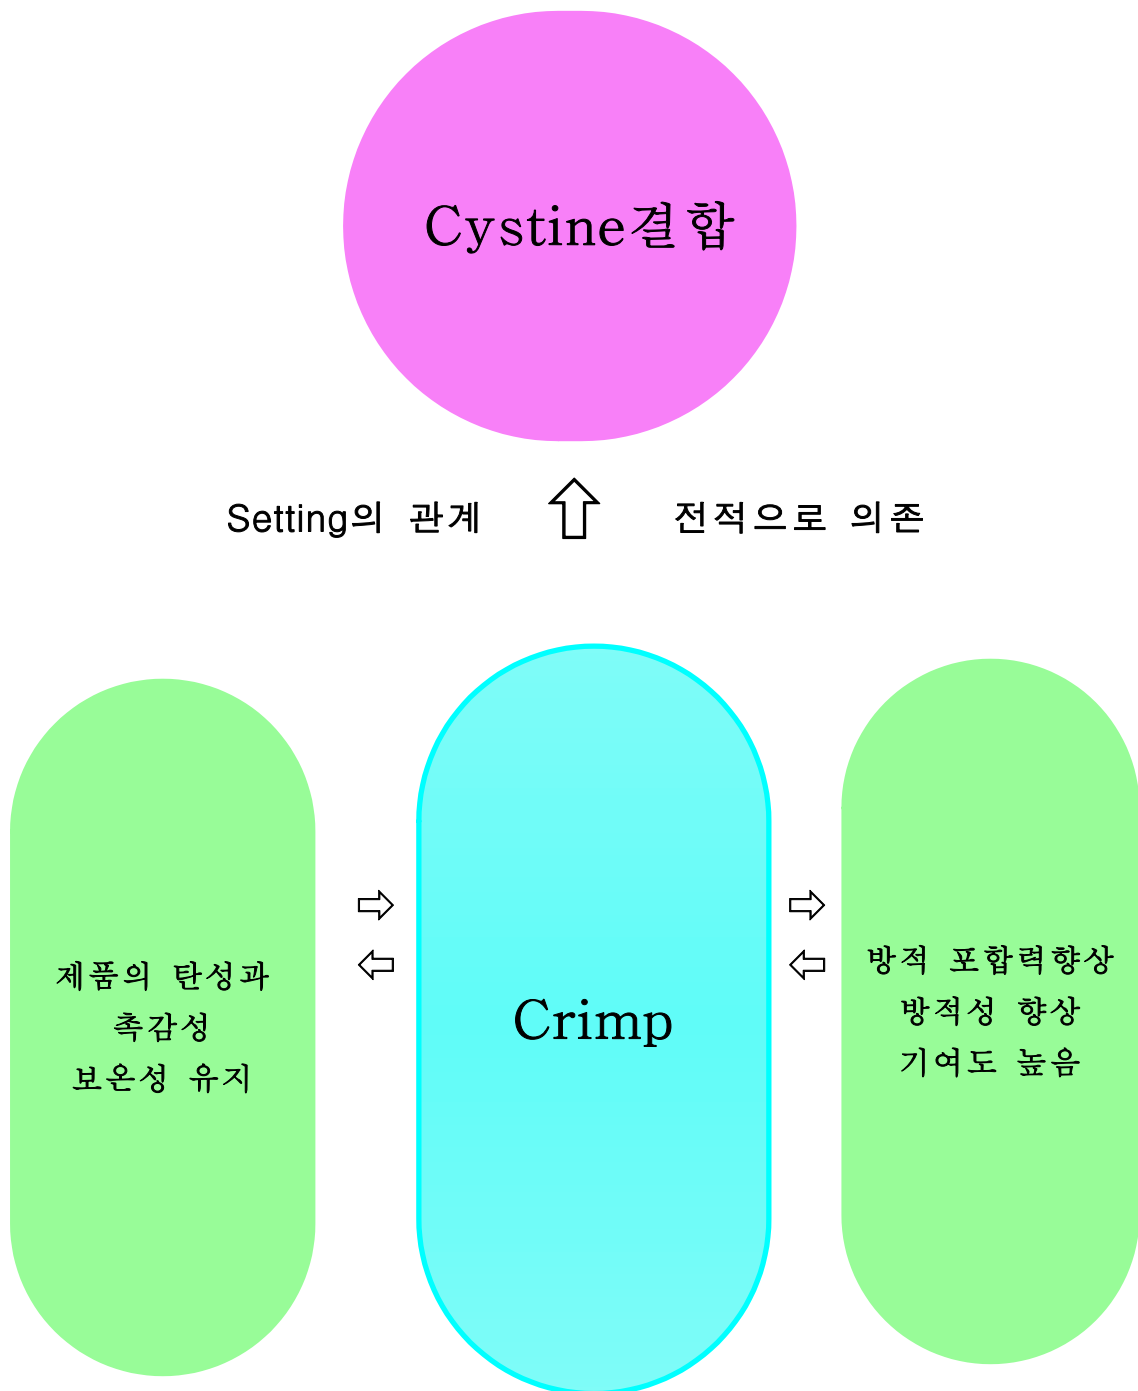 Cystine결합
Setting의 관계
전적으로 의존
제품의 탄성과
촉감성
보온성 유지
Crimp
방적 포합력향상
방적성 향상
기여도 높음